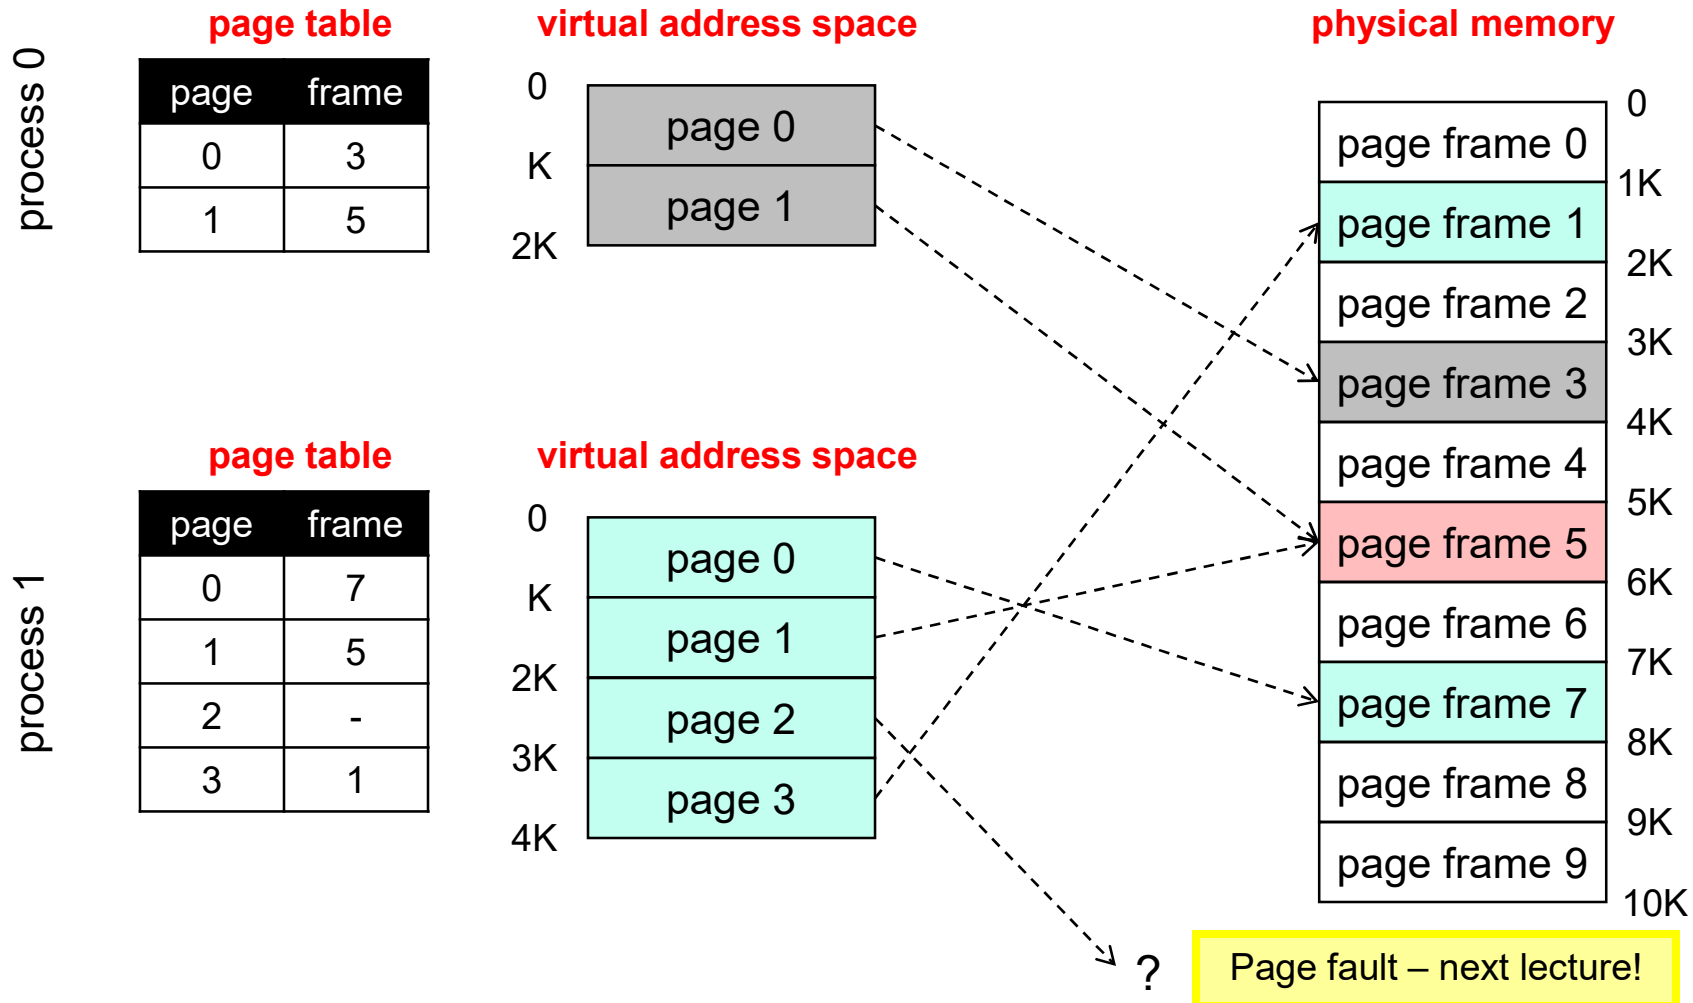 page table
virtual address space
physical memory
process 0
page frame
0 3
1 5
0
page 0
K
page 1
2K
page table
virtual address space
process 1
page frame
0 7
1 5
2 -
3 1
0
page 0
K
page 1
2K
page 2
3K
page 3
4K
?
0
page frame 0
1K
page frame 1
2K
page frame 2
3K
page frame 3
4K
page frame 4
5K
page frame 5
6K
page frame 6
7K
page frame 7
8K
page frame 8
9K
page frame 9
10K
Page fault – next lecture!